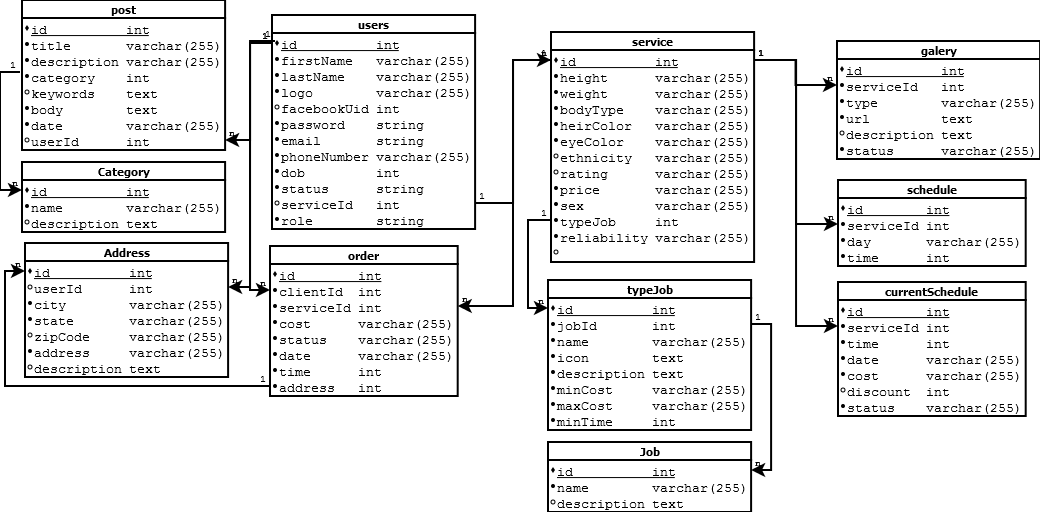 post
id int
title varchar(255)
description varchar(255)
category int
keywords text
body text
date varchar(255)
userId int
Category
id int
name varchar(255)
description text
Address
id int
userId int
city varchar(255)
state varchar(255)
zipCode varchar(255)
address varchar(255)
description text
users
id int
firstName varchar(255)
lastName varchar(255)
logo varchar(255)
facebookUid int
password string
email string
phoneNumber varchar(255)
dob int
status string
serviceId int
role string
order
id int
clientId int
serviceId int
cost varchar(255)
status varchar(255)
date varchar(255)
time int
address int
service
id int
height varchar(255)
weight varchar(255)
bodyType varchar(255)
heirColor varchar(255)
eyeColor varchar(255)
ethnicity varchar(255)
rating varchar(255)
price varchar(255)
sex varchar(255)
typeJob int
reliability varchar(255)
typeJob
id int
jobId int
name varchar(255)
icon text
description text
minCost varchar(255)
maxCost varchar(255)
minTime int
Job
id int
name varchar(255)
description text
galery
id int
serviceId int
type varchar(255)
url text
description text
status varchar(255)
schedule
id int
serviceId int
day varchar(255)
time int
currentSchedule
id int
serviceId int
time int
date varchar(255)
cost varchar(255)
discount int
status varchar(255)
1
1
1
1
1
1
1
n
n
n
n
n
n
n
n
n
n
n